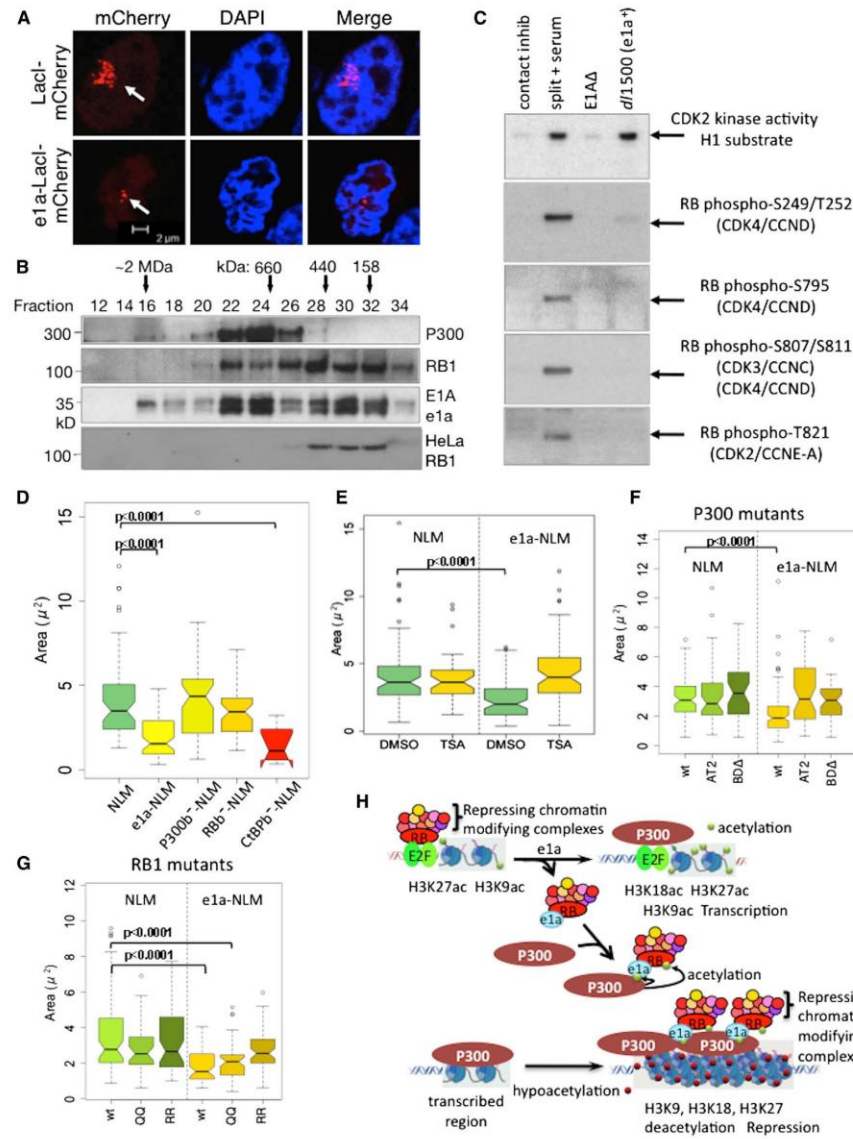 A
mCherry
DAPI
Merge
LacI-
mCherry
e1a-LacI-
mCherry
2 μm
B
~2 MDa
kDa: 660
440
158
Fraction 12 14 16 18 20 22 24 26 28 30 32 34
300
P300
100
RB1
35
kD
E1A
e1a
100
HeLa
RB1
C
contact inhib
split + serum
E1AΔ
dl1500 (e1a+)
CDK2 kinase activity
H1 substrate
RB phospho-S249/T252
(CDK4/CCND)
RB phospho-S795
(CDK4/CCND)
RB phospho-S807/S811
(CDK3/CCNC)
(CDK4/CCND)
RB phospho-T821
(CDK2/CCNE-A)
D
p<0.0001
p<0.0001
Area (μ²)
15
10
5
0
NLM
e1a-NLM
P300b⁻-NLM
RBb⁻-NLM
CtBPb⁻-NLM
E
NLM
e1a-NLM
p<0.0001
Area (μ²)
15
10
5
0
DMSO
TSA
DMSO
TSA
F
P300 mutants
p<0.0001
NLM
e1a-NLM
Area (μ²)
14
12
10
8
6
4
2
0
wt
AT2
BDΔ
wt
AT2
BDΔ
G
RB1 mutants
NLM
e1a-NLM
p<0.0001
p<0.0001
Area (μ²)
12
10
8
6
4
2
0
wt
QQ
RR
wt
QQ
RR
H
Repressing chromatin
modifying complexes
RB
E2F
H3K27ac H3K9ac
e1a
P300
acetylation
E2F
H3K18ac H3K27ac
H3K9ac Transcription
RB
e1a
P300
RB
e1a
P300
acetylation
Repressi
chromat
modifyin
complex
RB
RB
e1a
e1a
P300
P300
P300
transcribed
region
hypoacetylation
H3K9, H3K18, H3K27
deacetylation Repression